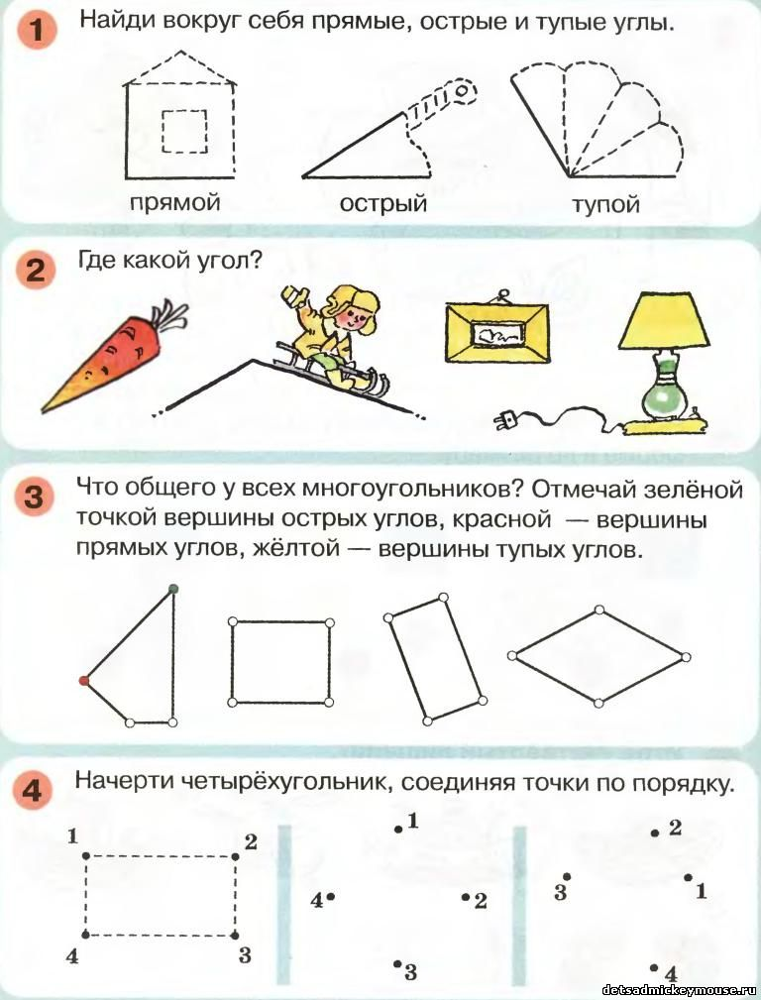 1 Найди вокруг себя прямые, острые и тупые углы.
прямой острый тупой
2 Где какой угол?
3 Что общего у всех многоугольников? Отмечай зелёной
точкой вершины острых углов, красной — вершины
прямых углов, жёлтой — вершины тупых углов.
4 Начерти четырёхугольник, соединяя точки по порядку.
1 2
4 3
1
4 2
3
2
3 1
4
detsadmickeymouse.ru